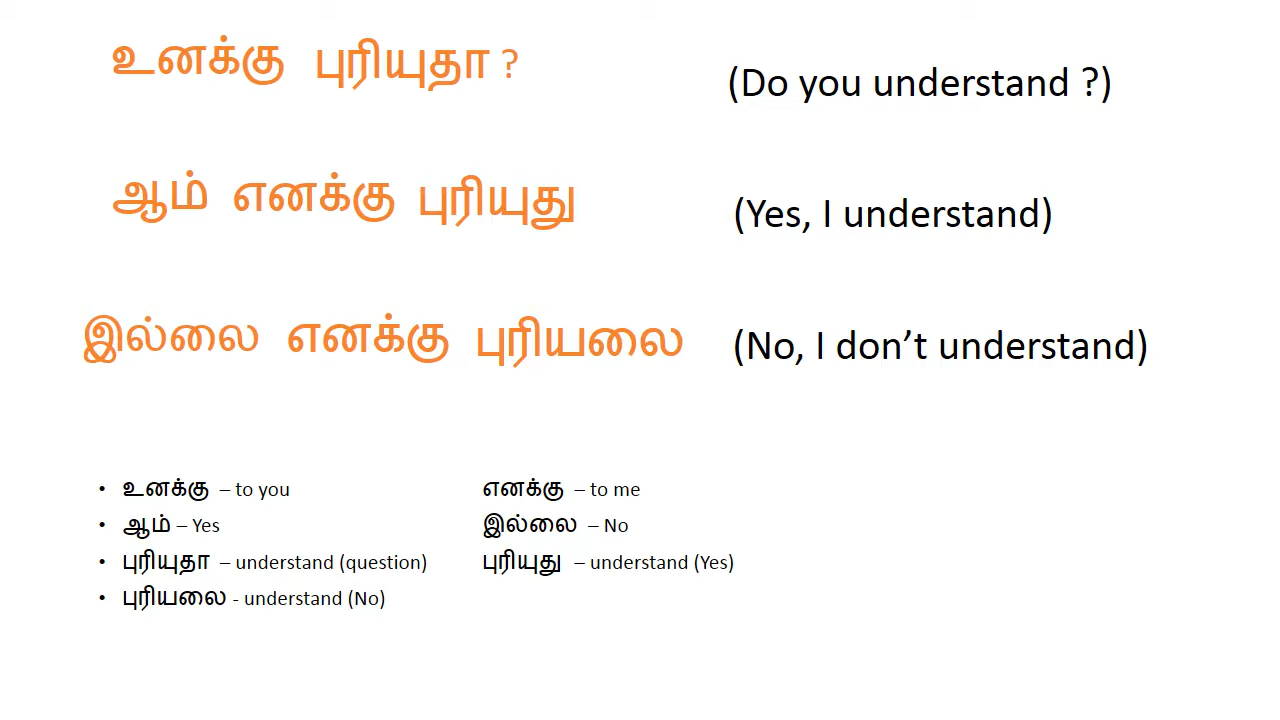 உனக்கு புரியுதா ? (Do you understand ?)
ஆம் எனக்கு புரியுது (Yes, I understand)
இல்லை எனக்கு புரியலை (No, I don’t understand)
• உனக்கு – to you எனக்கு – to me
• ஆம் – Yes இல்லை – No
• புரியுதா – understand (question) புரியுது – understand (Yes)
• புரியலை - understand (No)